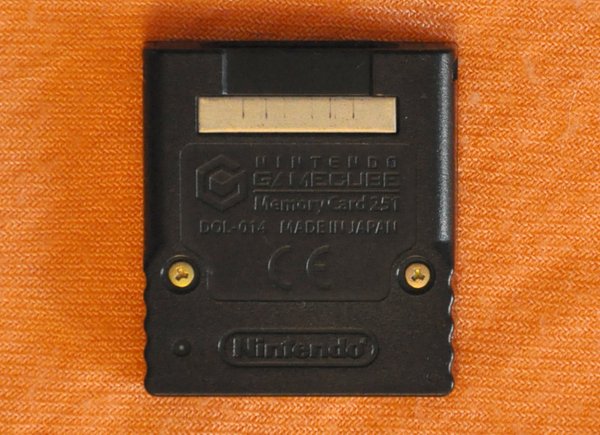 NINTENDO
GAMECUBE
Memory Card 251
DOL-014 MADE IN JAPAN
CE
Nintendo